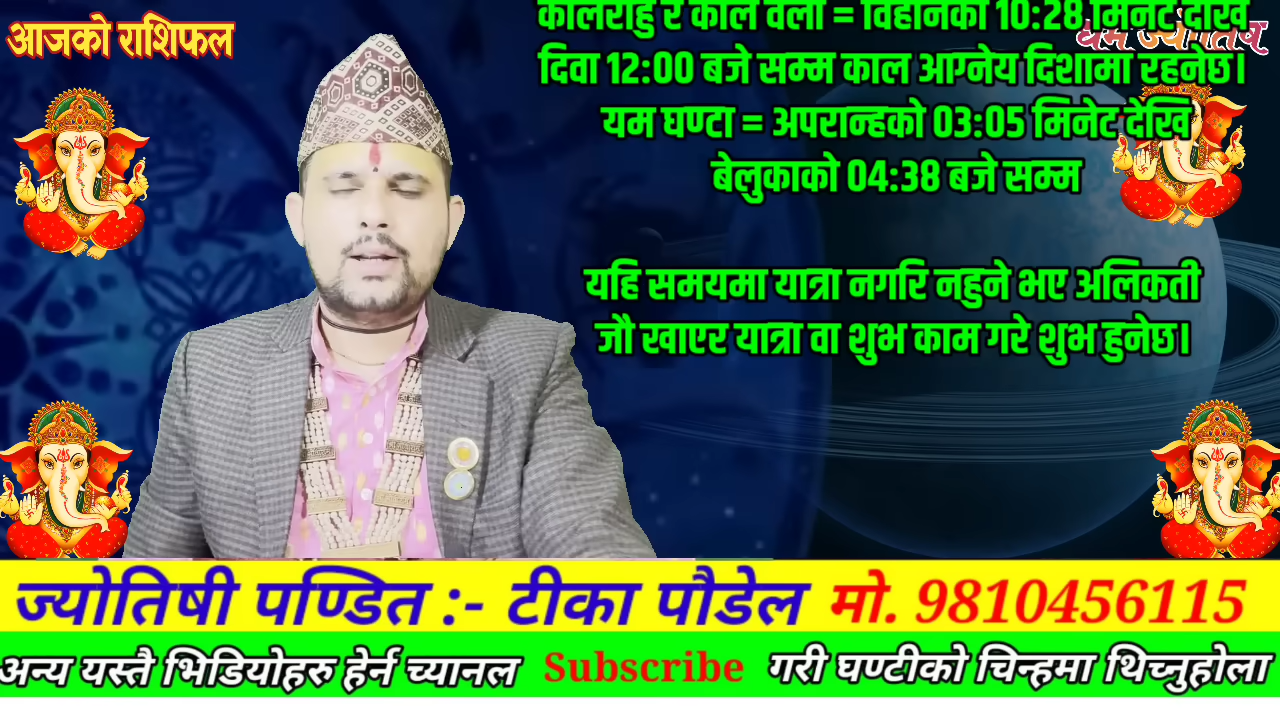 आजको राशिफल
धर्म ज्योतिष
कालराहु र काल वेला = विहानको 10:28 मिनेट देखि
दिवा 12:00 बजे सम्म काल आग्नेय दिशामा रहनेछ।
यम घण्टा = अपरान्हको 03:05 मिनेट देखि
बेलुकाको 04:38 बजे सम्म
यहि समयमा यात्रा नगरि नहुने भए अलिकती
जौ खाएर यात्रा वा शुभ काम गरे शुभ हुनेछ।
ज्योतिषी पण्डित :- टीका पौडेल मो. 9810456115
अन्य यस्तै भिडियोहरु हेर्न च्यानल Subscribe गरी घण्टीको चिन्हमा थिच्नुहोला